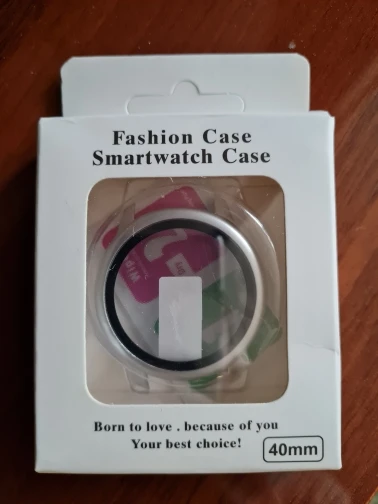 Fashion Case
Smartwatch Case
Born to love . because of you
Your best choice!
40mm